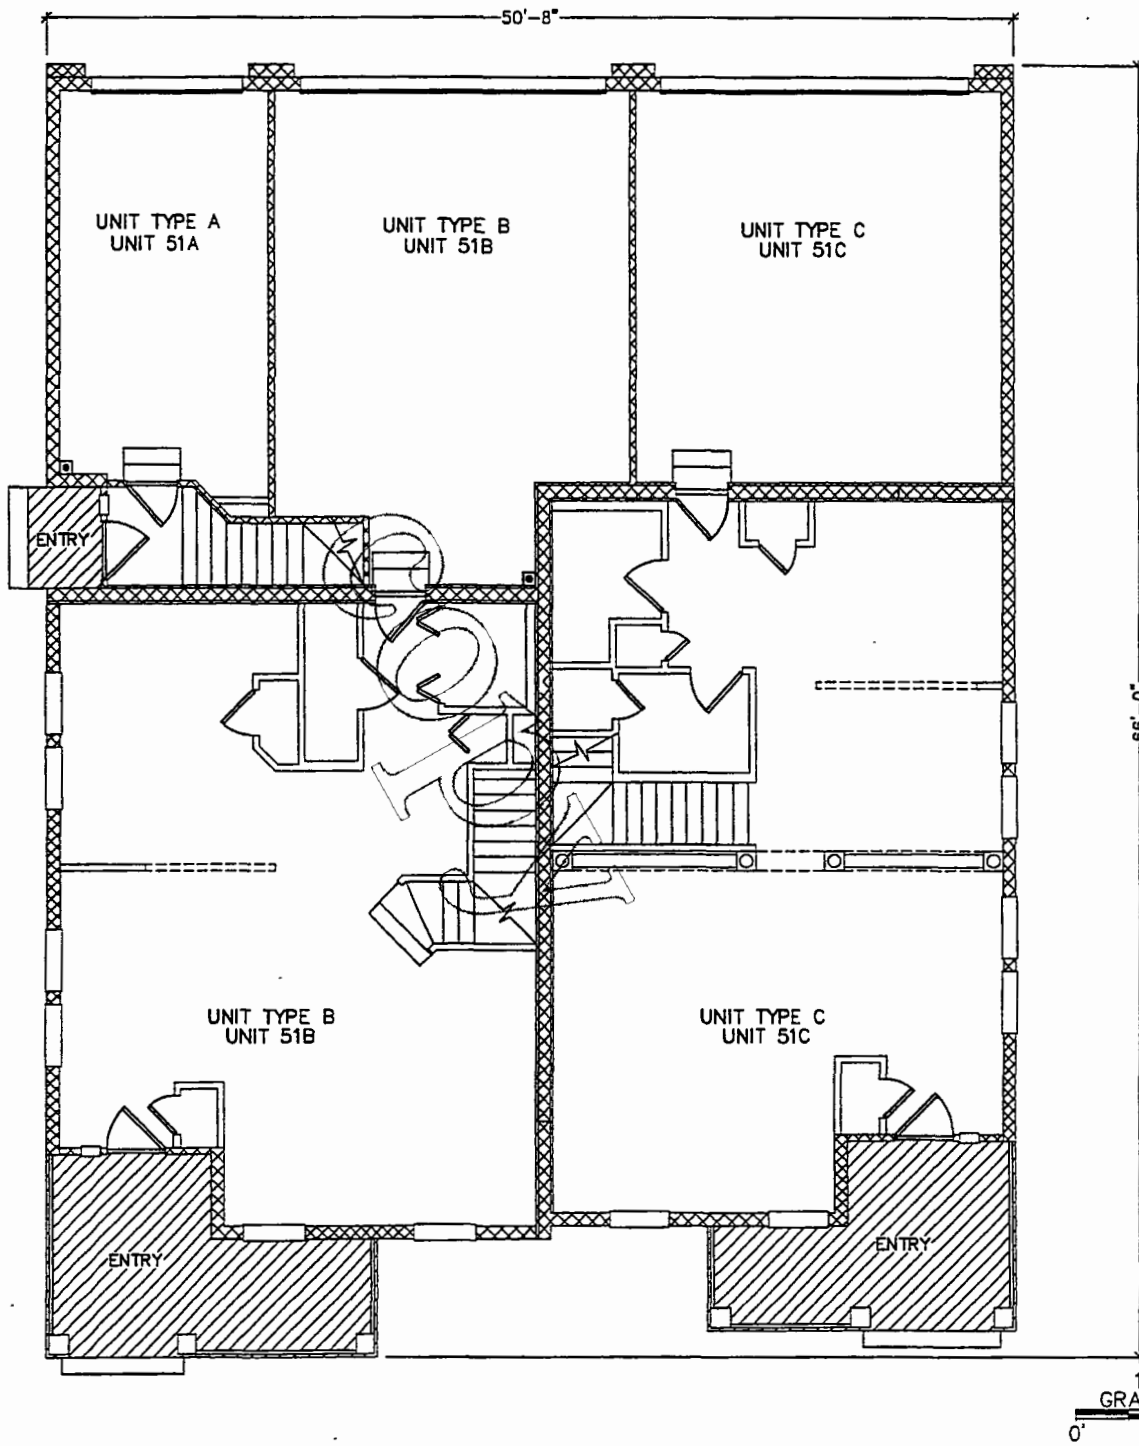 50'-8"
UNIT TYPE A
UNIT 51A
UNIT TYPE B
UNIT 51B
UNIT TYPE C
UNIT 51C
ENTRY
UNIT TYPE B
UNIT 51B
UNIT TYPE C
UNIT 51C
ENTRY
ENTRY
GRA
0'